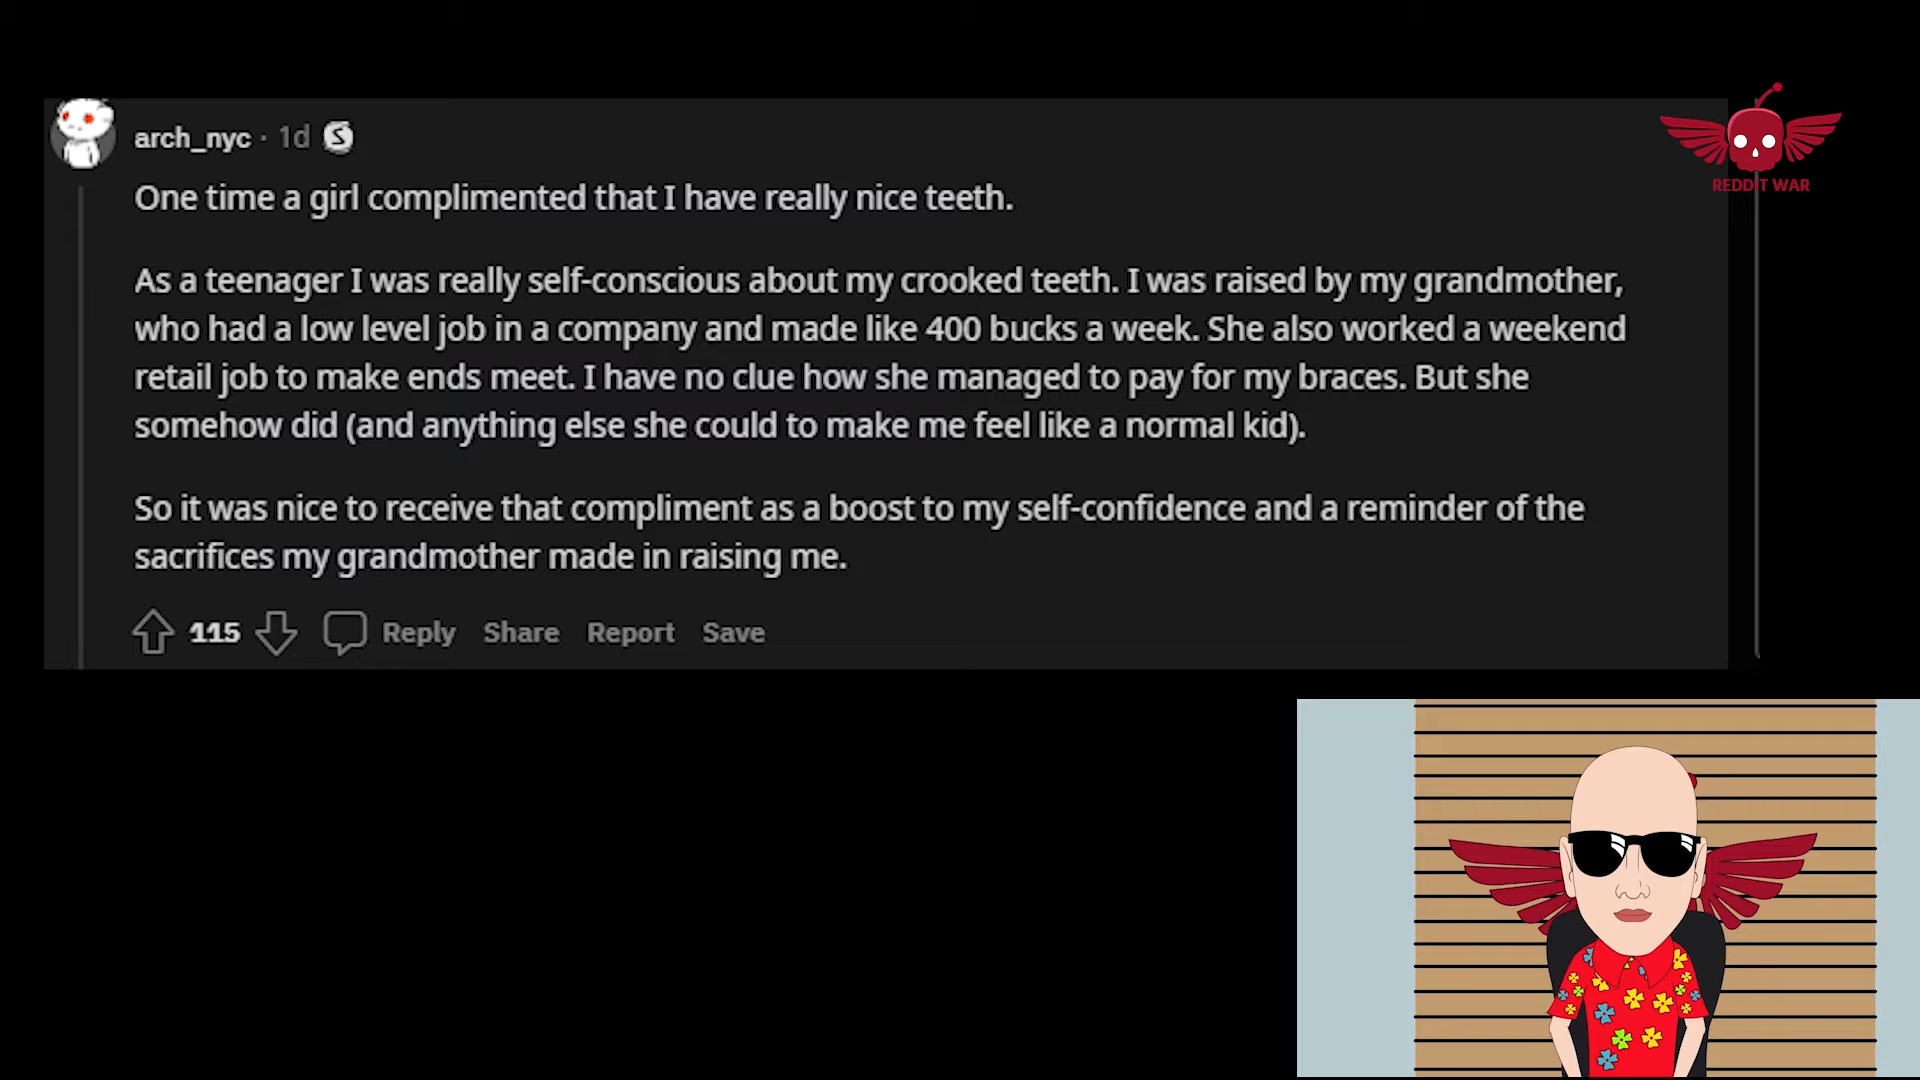 arch_nyc · 1d
One time a girl complimented that I have really nice teeth.
As a teenager I was really self-conscious about my crooked teeth. I was raised by my grandmother,
who had a low level job in a company and made like 400 bucks a week. She also worked a weekend
retail job to make ends meet. I have no clue how she managed to pay for my braces. But she
somehow did (and anything else she could to make me feel like a normal kid).
So it was nice to receive that compliment as a boost to my self-confidence and a reminder of the
sacrifices my grandmother made in raising me.
115 Reply Share Report Save
REDDIT WAR